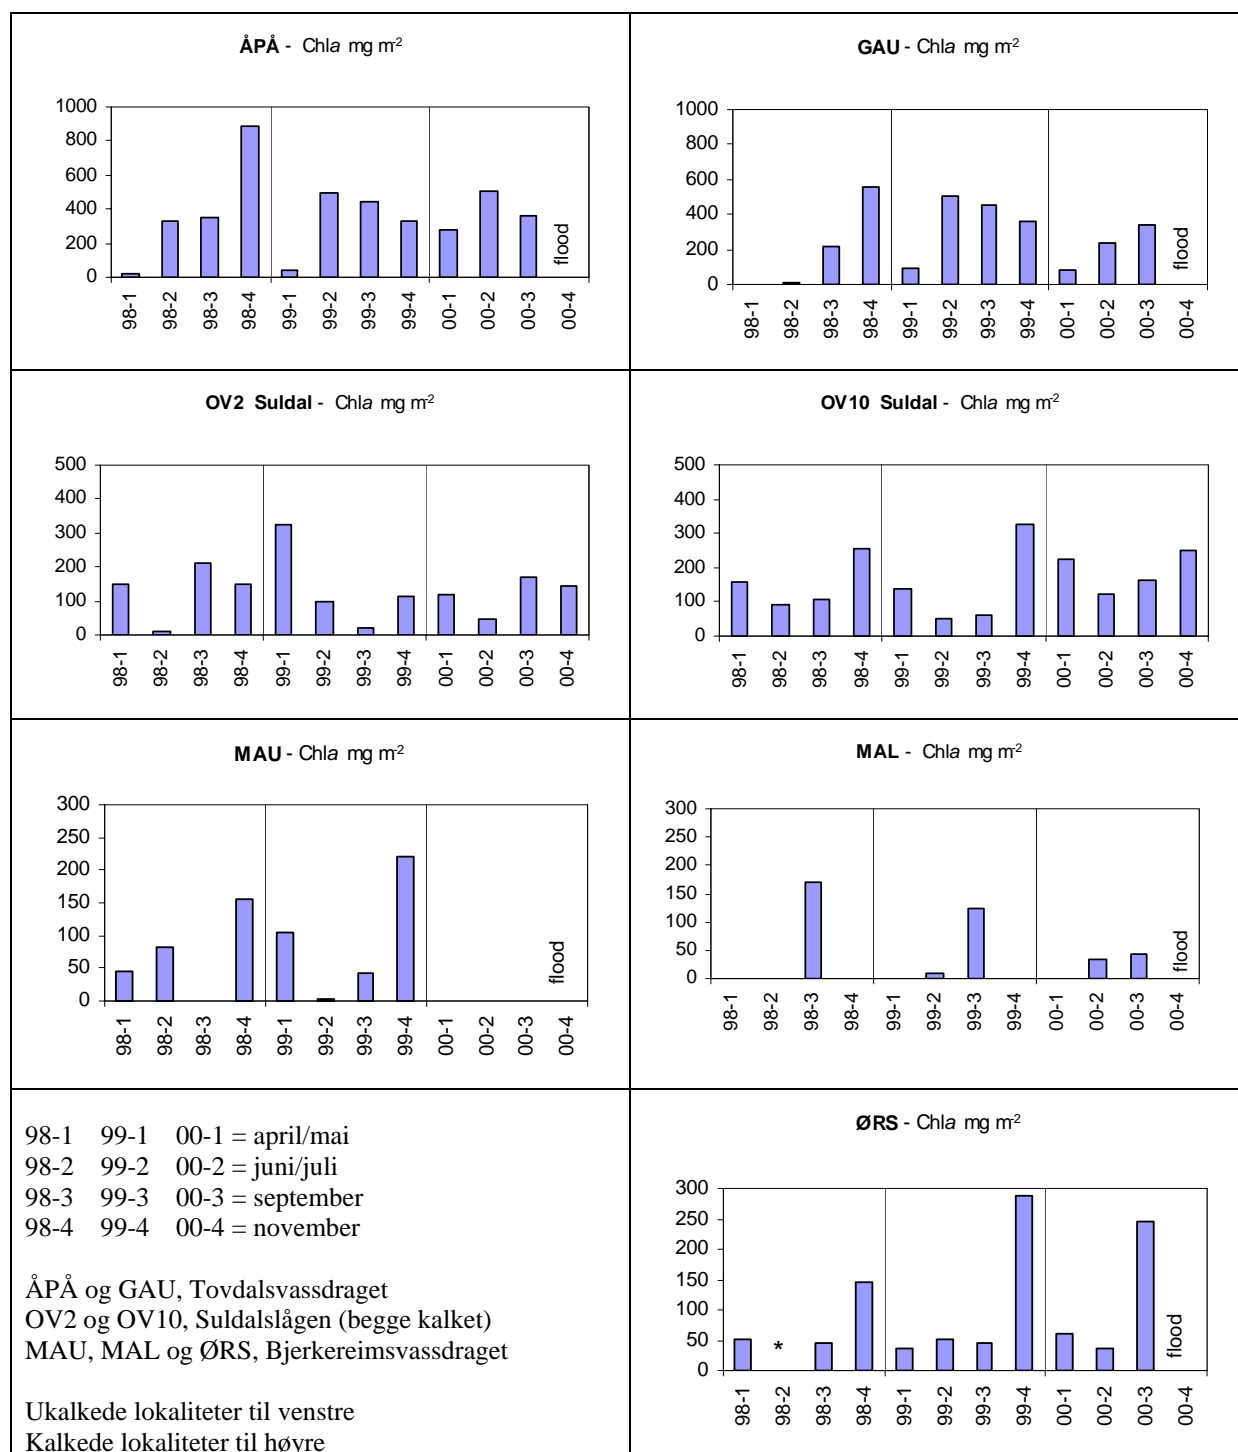 ÅPÅ - Chla mg m-2
1000
800
600
400
200
0
flood
98-1 98-2 98-3 98-4 99-1 99-2 99-3 99-4 00-1 00-2 00-3 00-4
GAU - Chla mg m-2
1000
800
600
400
200
0
flood
98-1 98-2 98-3 98-4 99-1 99-2 99-3 99-4 00-1 00-2 00-3 00-4
OV2 Suldal - Chla mg m-2
500
400
300
200
100
0
98-1 98-2 98-3 98-4 99-1 99-2 99-3 99-4 00-1 00-2 00-3 00-4
OV10 Suldal - Chla mg m-2
500
400
300
200
100
0
98-1 98-2 98-3 98-4 99-1 99-2 99-3 99-4 00-1 00-2 00-3 00-4
MAU - Chla mg m-2
300
250
200
150
100
50
0
flood
98-1 98-2 98-3 98-4 99-1 99-2 99-3 99-4 00-1 00-2 00-3 00-4
MAL - Chla mg m-2
300
250
200
150
100
50
0
flood
98-1 98-2 98-3 98-4 99-1 99-2 99-3 99-4 00-1 00-2 00-3 00-4
98-1 99-1 00-1 = april/mai
98-2 99-2 00-2 = juni/juli
98-3 99-3 00-3 = september
98-4 99-4 00-4 = november
ÅPÅ og GAU, Tovdalsvassdraget
OV2 og OV10, Suldalslågen (begge kalket)
MAU, MAL og ØRS, Bjerkereimsvassdraget
Ukalkede lokaliteter til venstre
Kalkede lokaliteter til høyre
ØRS - Chla mg m-2
300
250
200
150
100
50
0
*
flood
98-1 98-2 98-3 98-4 99-1 99-2 99-3 99-4 00-1 00-2 00-3 00-4